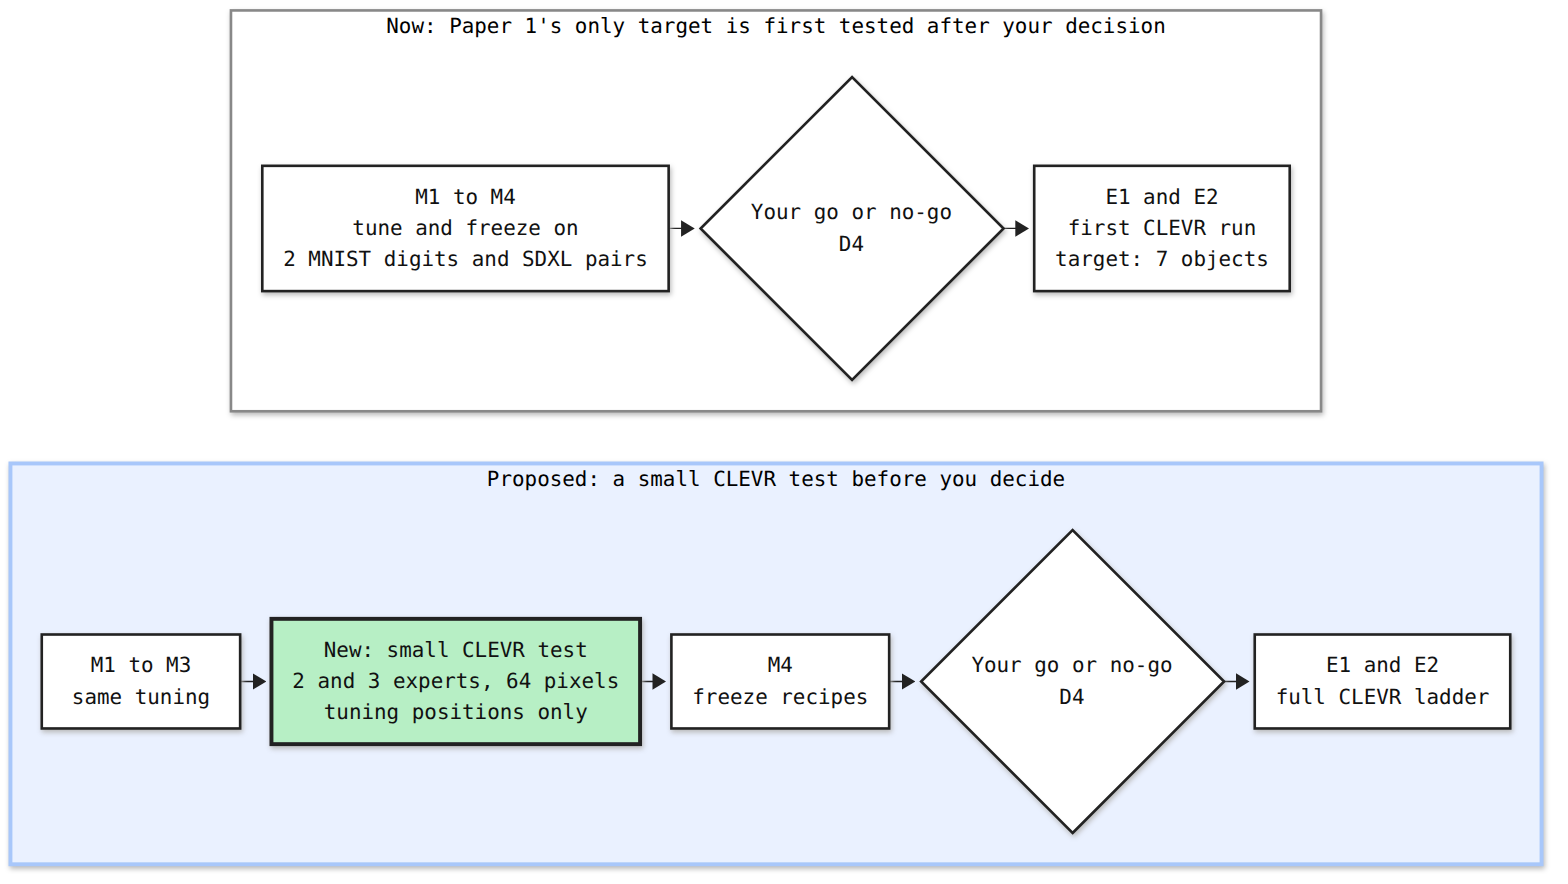 Now: Paper 1's only target is first tested after your decision
M1 to M4
tune and freeze on
2 MNIST digits and SDXL pairs
Your go or no-go
D4
E1 and E2
first CLEVR run
target: 7 objects
Proposed: a small CLEVR test before you decide
M1 to M3
same tuning
New: small CLEVR test
2 and 3 experts, 64 pixels
tuning positions only
M4
freeze recipes
Your go or no-go
D4
E1 and E2
full CLEVR ladder